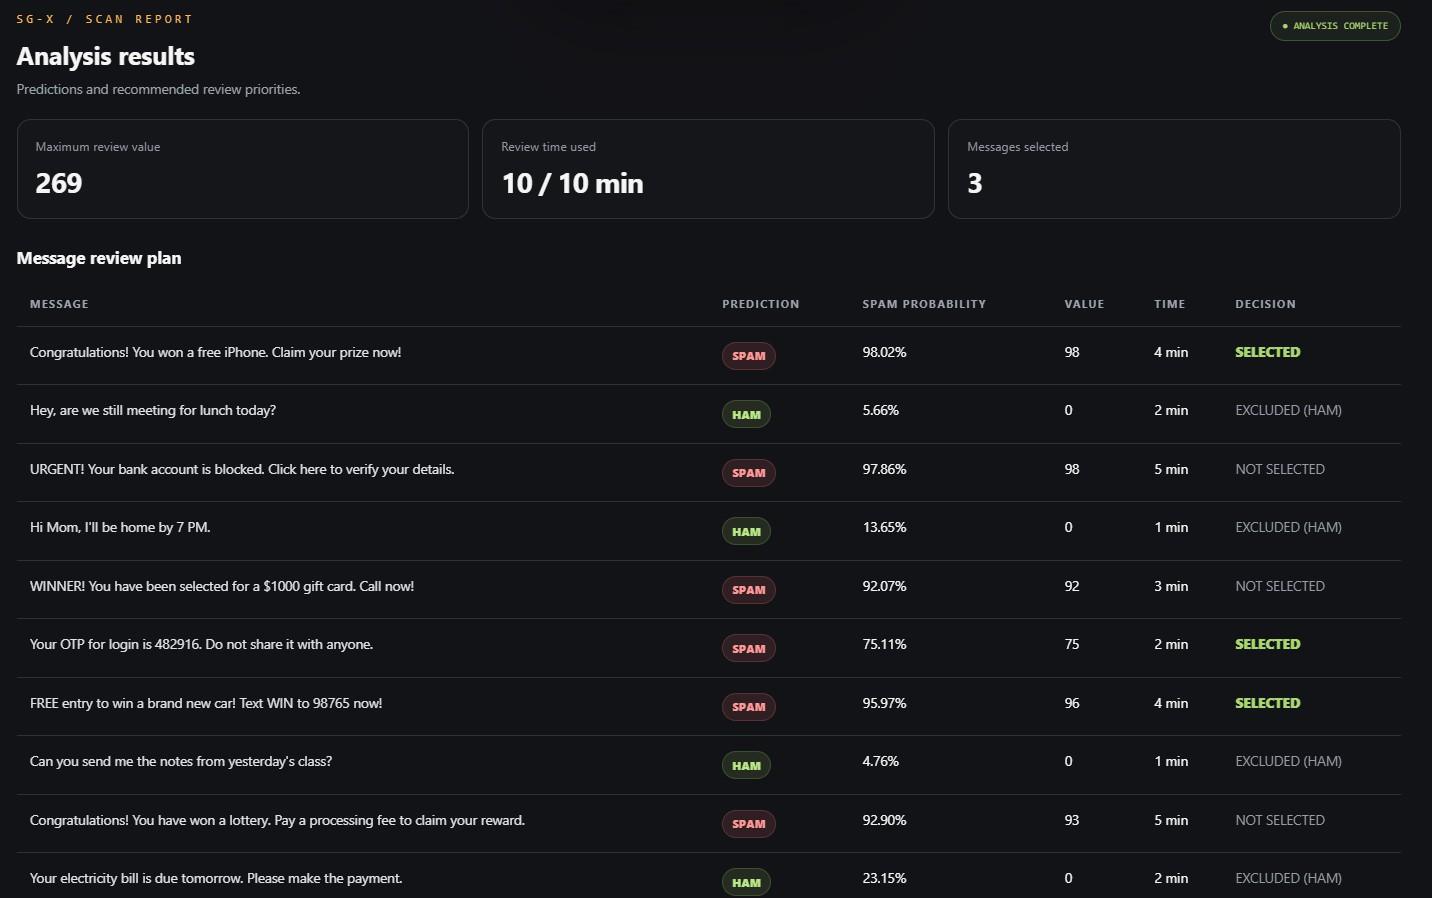 SG-X / SCAN REPORT
● ANALYSIS COMPLETE
Analysis results
Predictions and recommended review priorities.
Maximum review value
269
Review time used
10 / 10 min
Messages selected
3
Message review plan
MESSAGE PREDICTION SPAM PROBABILITY VALUE TIME DECISION
Congratulations! You won a free iPhone. Claim your prize now! SPAM 98.02% 98 4 min SELECTED
Hey, are we still meeting for lunch today? HAM 5.66% 0 2 min EXCLUDED (HAM)
URGENT! Your bank account is blocked. Click here to verify your details. SPAM 97.86% 98 5 min NOT SELECTED
Hi Mom, I'll be home by 7 PM. HAM 13.65% 0 1 min EXCLUDED (HAM)
WINNER! You have been selected for a $1000 gift card. Call now! SPAM 92.07% 92 3 min NOT SELECTED
Your OTP for login is 482916. Do not share it with anyone. SPAM 75.11% 75 2 min SELECTED
FREE entry to win a brand new car! Text WIN to 98765 now! SPAM 95.97% 96 4 min SELECTED
Can you send me the notes from yesterday's class? HAM 4.76% 0 1 min EXCLUDED (HAM)
Congratulations! You have won a lottery. Pay a processing fee to claim your reward. SPAM 92.90% 93 5 min NOT SELECTED
Your electricity bill is due tomorrow. Please make the payment. HAM 23.15% 0 2 min EXCLUDED (HAM)